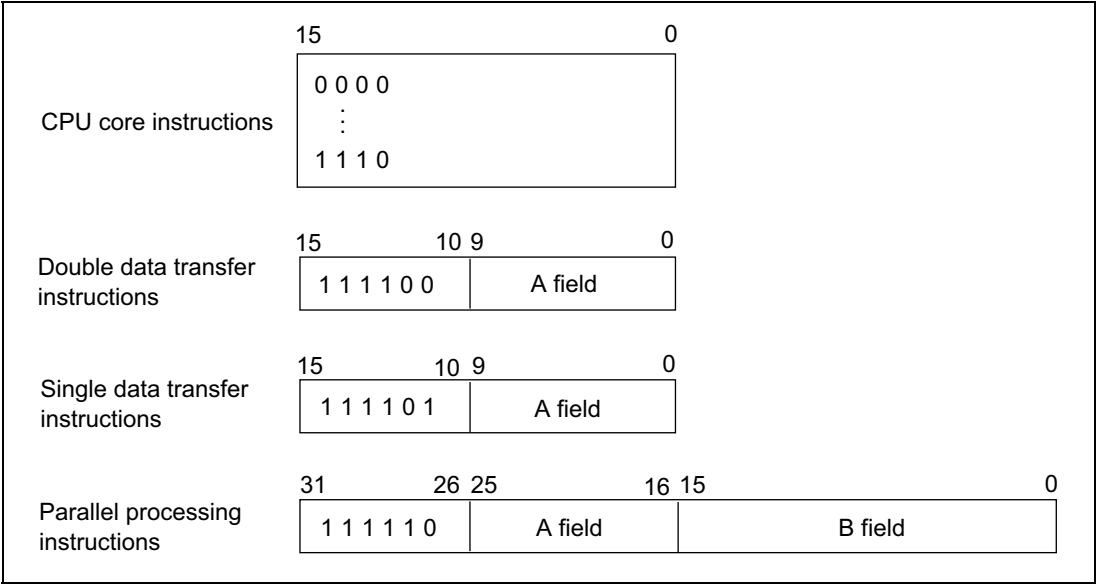 15 0
0 0 0 0
CPU core instructions
1 1 1 0
15 10 9 0
Double data transfer
instructions
1 1 1 1 0 0 A field
15 10 9 0
Single data transfer
instructions
1 1 1 1 0 1 A field
31 26 25 16 15 0
Parallel processing
instructions
1 1 1 1 1 0 A field B field